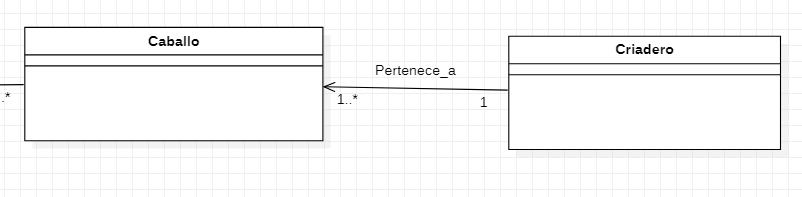 Caballo
Criadero
Pertenece_a
.*
1..*
1